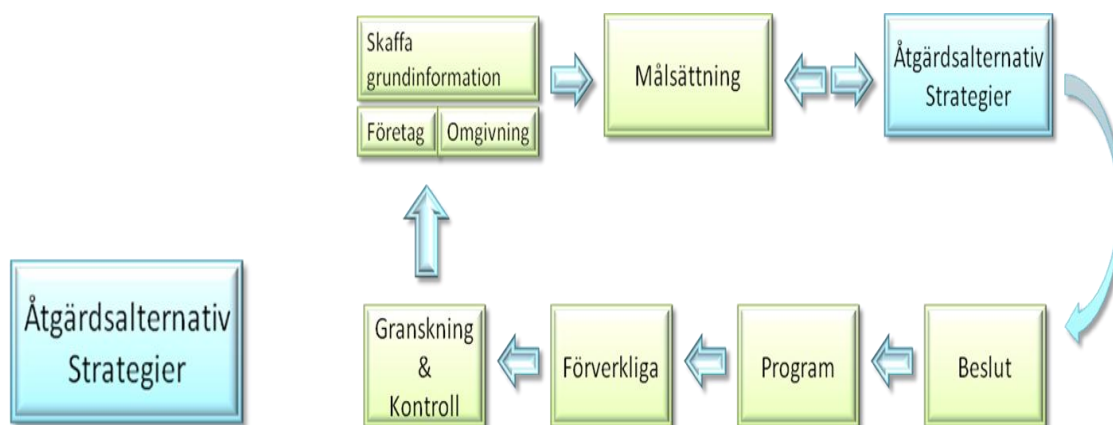 Skaffa
grundinformation
Företag
Omgivning
Målsättning
Åtgärdsalternativ
Strategier
Åtgärdsalternativ
Strategier
Granskning
&
Kontroll
Förverkliga
Program
Beslut